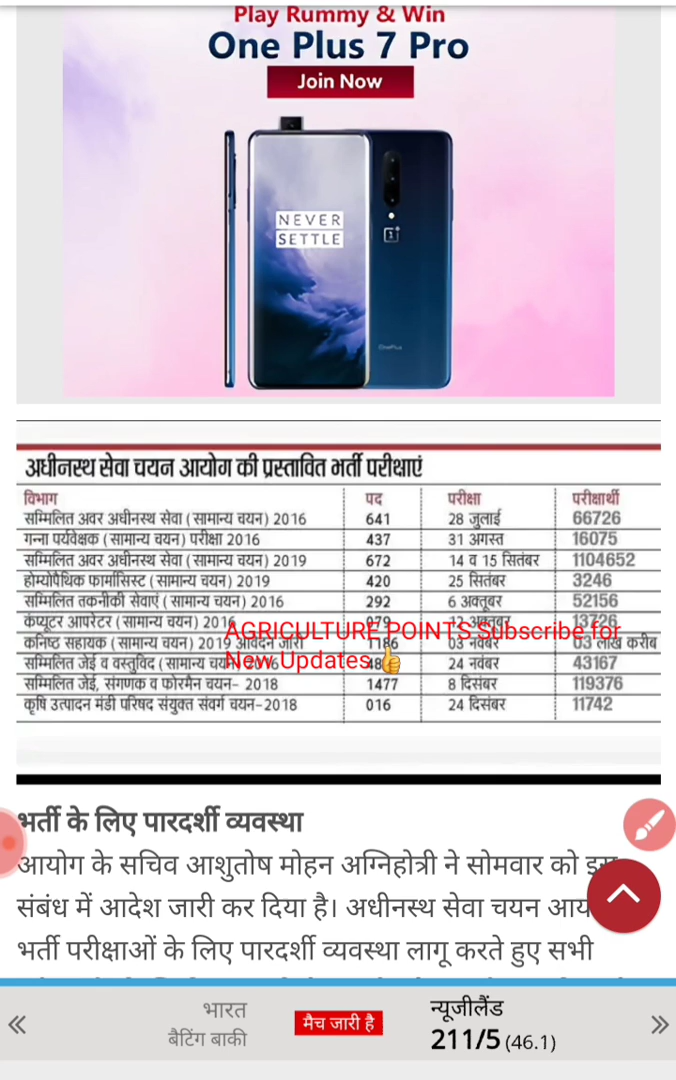 Play Rummy & Win
One Plus 7 Pro
Join Now
NEVER
SETTLE
OnePlus
अधीनस्थ सेवा चयन आयोग की प्रस्तावित भर्ती परीक्षाएं
विभाग पद परीक्षा परीक्षार्थी
सम्मिलित अवर अधीनस्थ सेवा (सामान्य चयन) 2016 641 28 जुलाई 66726
गन्ना पर्यवेक्षक (सामान्य चयन) परीक्षा 2016 437 31 अगस्त 16075
सम्मिलित अवर अधीनस्थ सेवा (सामान्य चयन) 2019 672 14 व 15 सितंबर 1104652
होम्योपैथिक फार्मासिस्ट (सामान्य चयन) 2019 420 25 सितंबर 3246
सम्मिलित तकनीकी सेवाएं (सामान्य चयन) 2016 292 6 अक्तूबर 52156
कंप्यूटर आपरेटर (सामान्य चयन) 2016 979 13726
AGRICULTURE POINTS Subscribe for
कनिष्ठ सहायक (सामान्य चयन) 2019 आवेदन जारी 1186 03 नवंबर 03 लाख करीब
New Updates 👍
सम्मिलित जेई व वस्तुविद (सामान्य 24 नवंबर 43167
सम्मिलित जेई, संगणक व फोरमैन चयन- 2018 1477 8 दिसंबर 119376
कृषि उत्पादन मंडी परिषद संयुक्त संवर्ग चयन-2018 016 24 दिसंबर 11742
भर्ती के लिए पारदर्शी व्यवस्था
आयोग के सचिव आशुतोष मोहन अग्निहोत्री ने सोमवार को
संबंध में आदेश जारी कर दिया है। अधीनस्थ सेवा चयन
भर्ती परीक्षाओं के लिए पारदर्शी व्यवस्था लागू करते हुए सभी
भारत
बैटिंग बाकी
मैच जारी है
न्यूजीलैंड
211/5 (46.1)